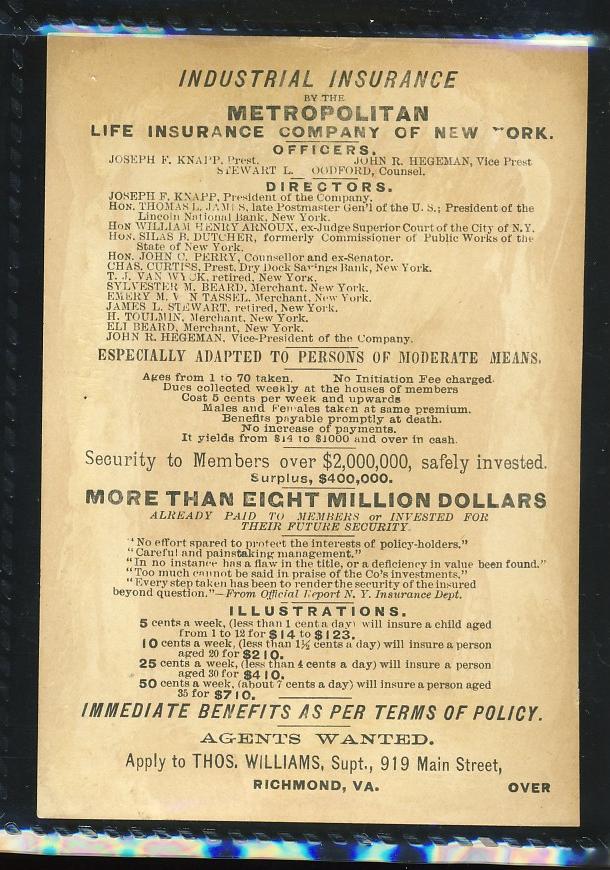 INDUSTRIAL INSURANCE
BY THE
METROPOLITAN
LIFE INSURANCE COMPANY OF NEW YORK.
OFFICERS.
JOSEPH F. KNAPP, Prest. JOHN R. HEGEMAN, Vice Prest
STEWART L. WOODFORD, Counsel.
DIRECTORS.
JOSEPH F. KNAPP, President of the Company.
Hon. THOMAS L. JAMES, late Postmaster Gen'l of the U. S.; President of the
Lincoln National Bank, New York.
Hon WILLIAM HENRY ARNOUX, ex-Judge Superior Court of the City of N.Y.
Hon. SILAS B. DUTCHER, formerly Commissioner of Public Works of the
State of New York.
Hon. JOHN C. PERRY, Counsellor and ex-Senator.
CHAS. CURTISS, Prest. Dry Dock Savings Bank, New York.
T. J. VAN WYCK, retired, New York.
SYLVESTER M. BEARD, Merchant. New York.
EMERY M. VAN TASSEL, Merchant, New York.
JAMES L. STEWART, retired, New York.
H. TOULMIN, Merchant, New York.
ELI BEARD, Merchant, New York.
JOHN R. HEGEMAN, Vice-President of the Company.
ESPECIALLY ADAPTED TO PERSONS OF MODERATE MEANS.
Ages from 1 to 70 taken. No Initiation Fee charged.
Dues collected weekly at the houses of members
Cost 5 cents per week and upwards
Males and Females taken at same premium.
Benefits payable promptly at death.
No increase of payments.
It yields from $14 to $1000 and over in cash.
Security to Members over $2,000,000, safely invested.
Surplus, $400,000.
MORE THAN EIGHT MILLION DOLLARS
ALREADY PAID TO MEMBERS or INVESTED FOR
THEIR FUTURE SECURITY.
"No effort spared to protect the interests of policy-holders."
"Careful and painstaking management."
"In no instance has a flaw in the title, or a deficiency in value been found."
"Too much cannot be said in praise of the Co's investments."
"Every step taken has been to render the security of the insured
beyond question."—From Official Report N. Y. Insurance Dept.
ILLUSTRATIONS.
5 cents a week, (less than 1 cent a day) will insure a child aged
from 1 to 12 for $14 to $123.
10 cents a week, (less than 1½ cents a day) will insure a person
aged 20 for $210.
25 cents a week, (less than 4 cents a day) will insure a person
aged 30 for $410.
50 cents a week, (about 7 cents a day) will insure a person aged
35 for $710.
IMMEDIATE BENEFITS AS PER TERMS OF POLICY.
AGENTS WANTED.
Apply to THOS. WILLIAMS, Supt., 919 Main Street,
RICHMOND, VA. OVER